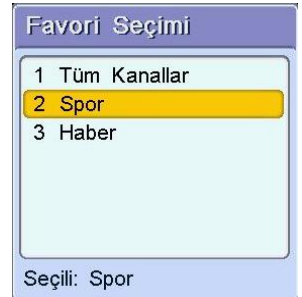 Favori Seçimi
1 Tüm Kanallar
2 Spor
3 Haber
Seçili: Spor